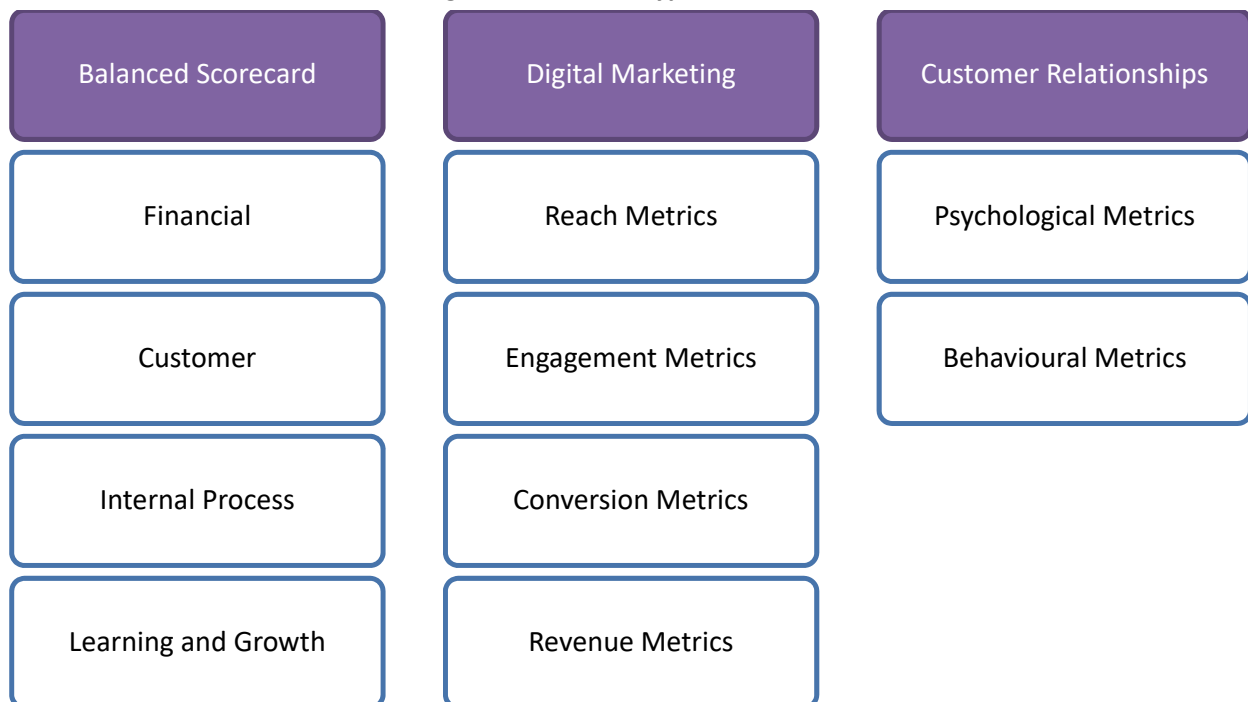 Balanced Scorecard
Financial
Customer
Internal Process
Learning and Growth
Digital Marketing
Reach Metrics
Engagement Metrics
Conversion Metrics
Revenue Metrics
Customer Relationships
Psychological Metrics
Behavioural Metrics